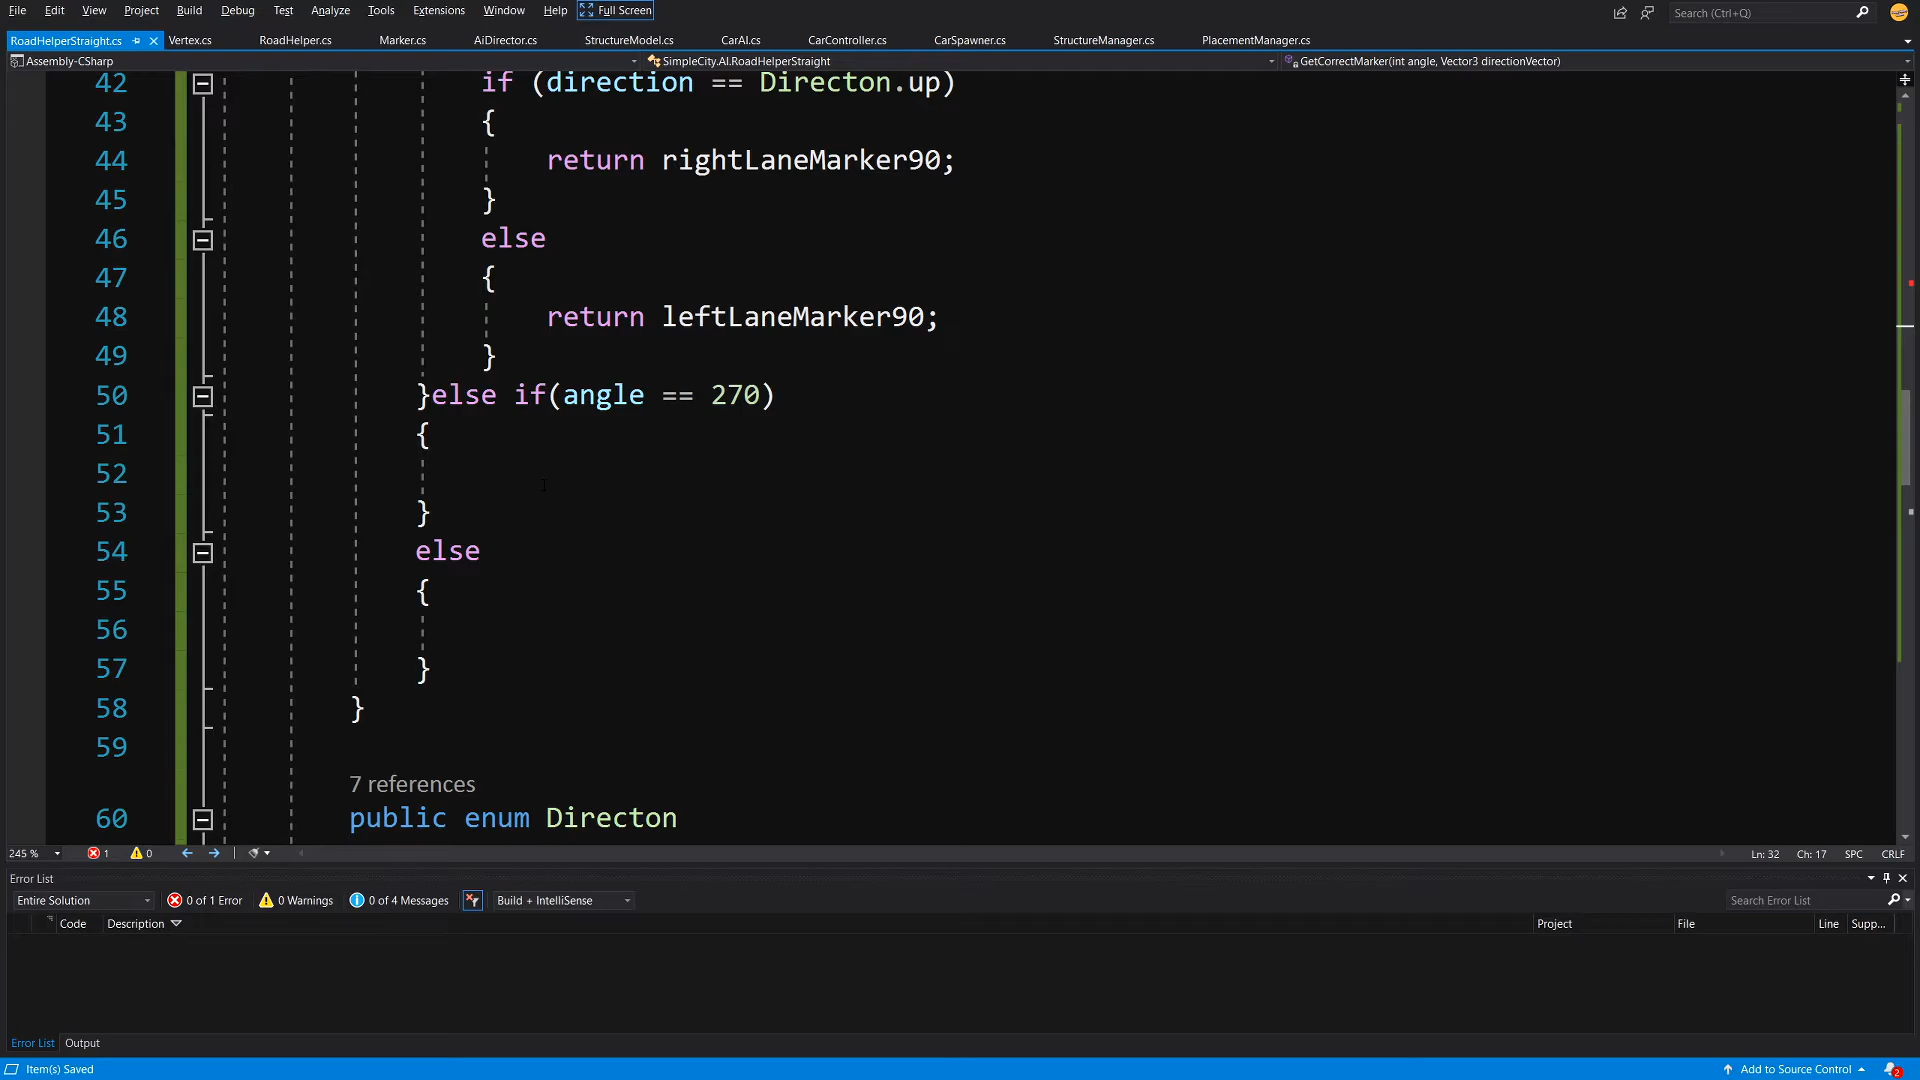 File Edit View Project Build Debug Test Analyze Tools Extensions Window Help Full Screen Search (Ctrl+Q)
RoadHelperStraight.cs Vertex.cs RoadHelper.cs Marker.cs AiDirector.cs StructureModel.cs CarAI.cs CarController.cs CarSpawner.cs StructureManager.cs PlacementManager.cs
Assembly-CSharp SimpleCity.AI.RoadHelperStraight GetCorrectMarker(int angle, Vector3 directionVector)
42 if (direction == Directon.up)
43 {
44 return rightLaneMarker90;
45 }
46 else
47 {
48 return leftLaneMarker90;
49 }
50 }else if(angle == 270)
51 {
52
53 }
54 else
55 {
56
57 }
58 }
59
7 references
60 public enum Directon
245 % 1 0 Ln: 32 Ch: 17 SPC CRLF
Error List
Entire Solution 0 of 1 Error 0 Warnings 0 of 4 Messages Build + IntelliSense Search Error List
Code Description Project File Line Supp...
Error List Output
Item(s) Saved Add to Source Control 2